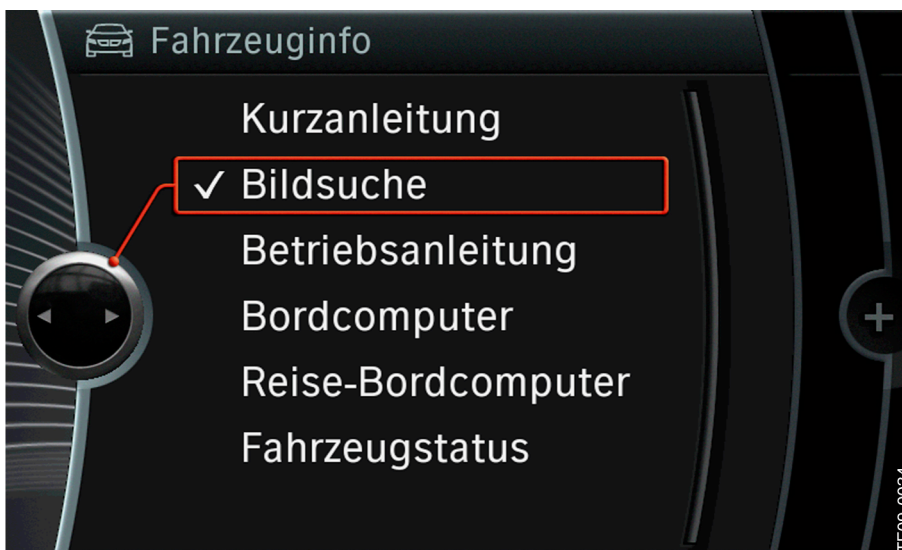 Fahrzeuginfo
Kurzanleitung
✓ Bildsuche
Betriebsanleitung
Bordcomputer
Reise-Bordcomputer
Fahrzeugstatus